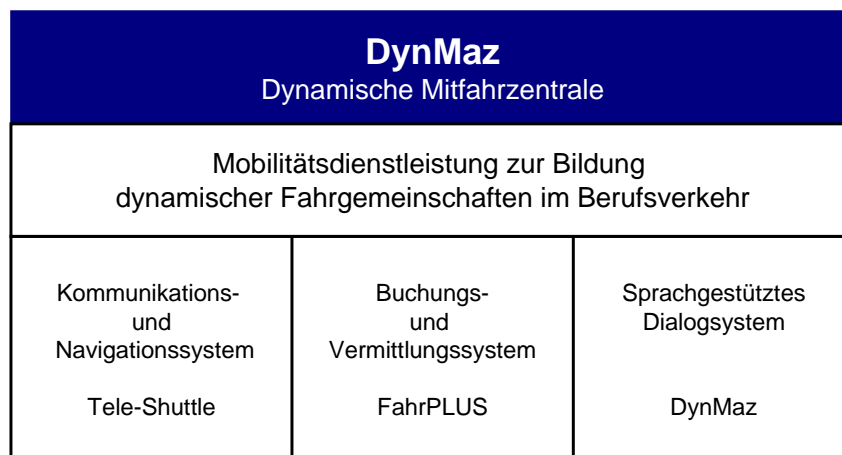 DynMaz
Dynamische Mitfahrzentrale
Mobilitätsdienstleistung zur Bildung
dynamischer Fahrgemeinschaften im Berufsverkehr
Kommunikations-
und
Navigationssystem
Tele-Shuttle
Buchungs-
und
Vermittlungssystem
FahrPLUS
Sprachgestütztes
Dialogsystem
DynMaz